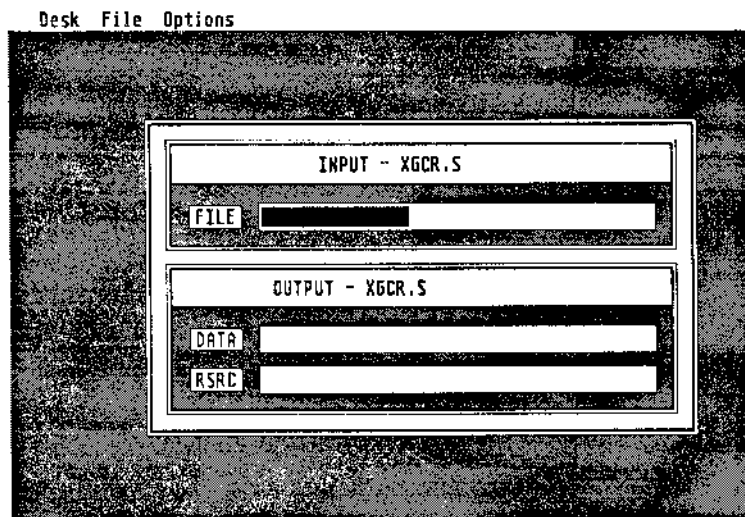 Desk File Options
INPUT - XGCR.S
FILE
OUTPUT - XGCR.S
DATA
RSRC